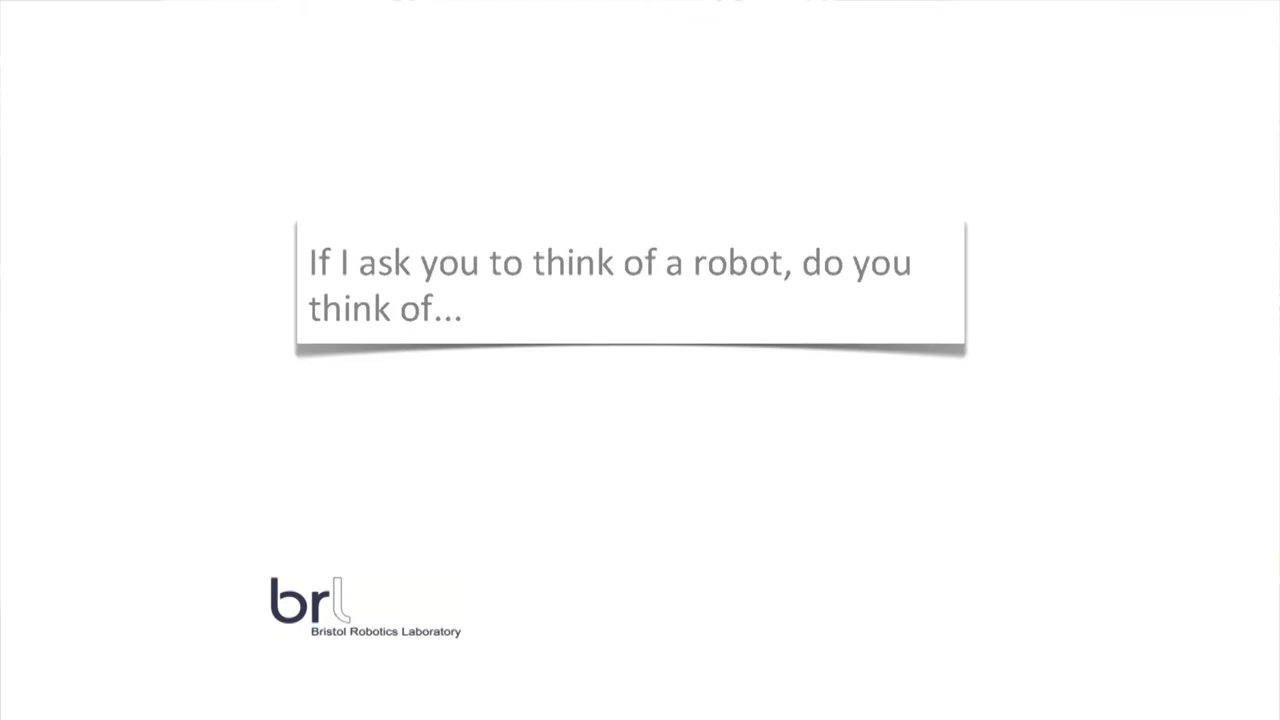 If I ask you to think of a robot, do you
think of...
brl
Bristol Robotics Laboratory